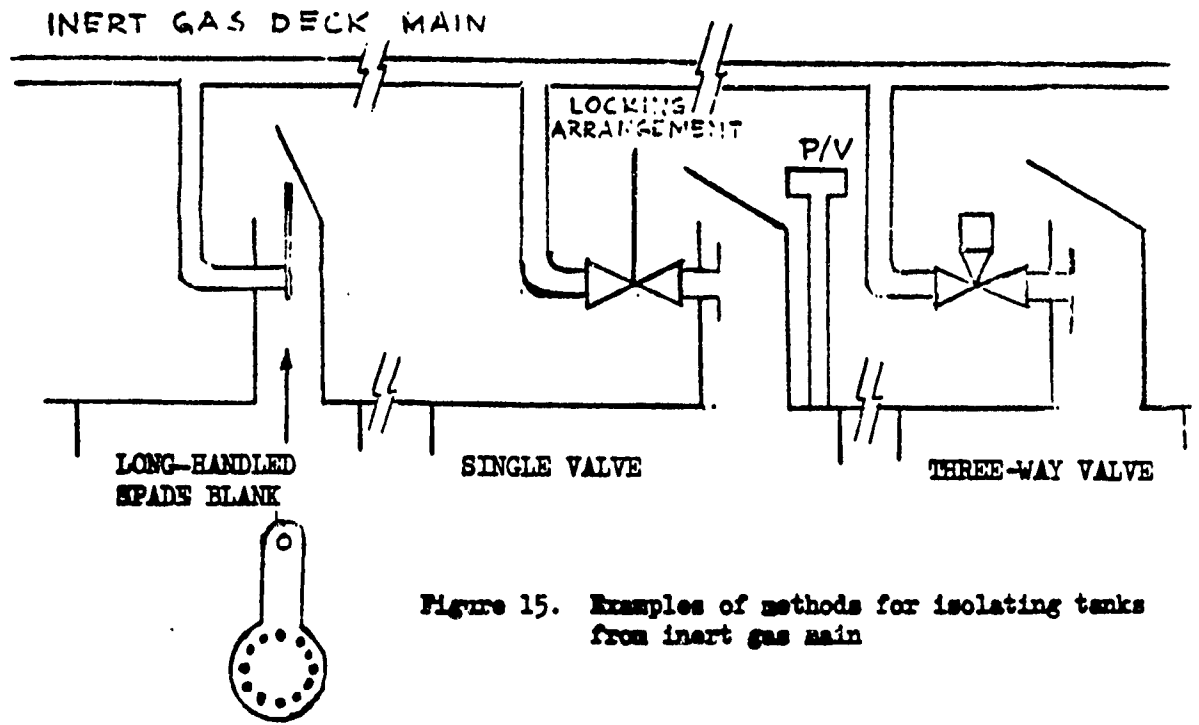 INERT GAS DECK MAIN
LOCKING
ARRANGEMENT
P/V
LONG-HANDLED
SPADE BLANK
SINGLE VALVE
THREE-WAY VALVE
Figure 15. Examples of methods for isolating tanks
from inert gas main